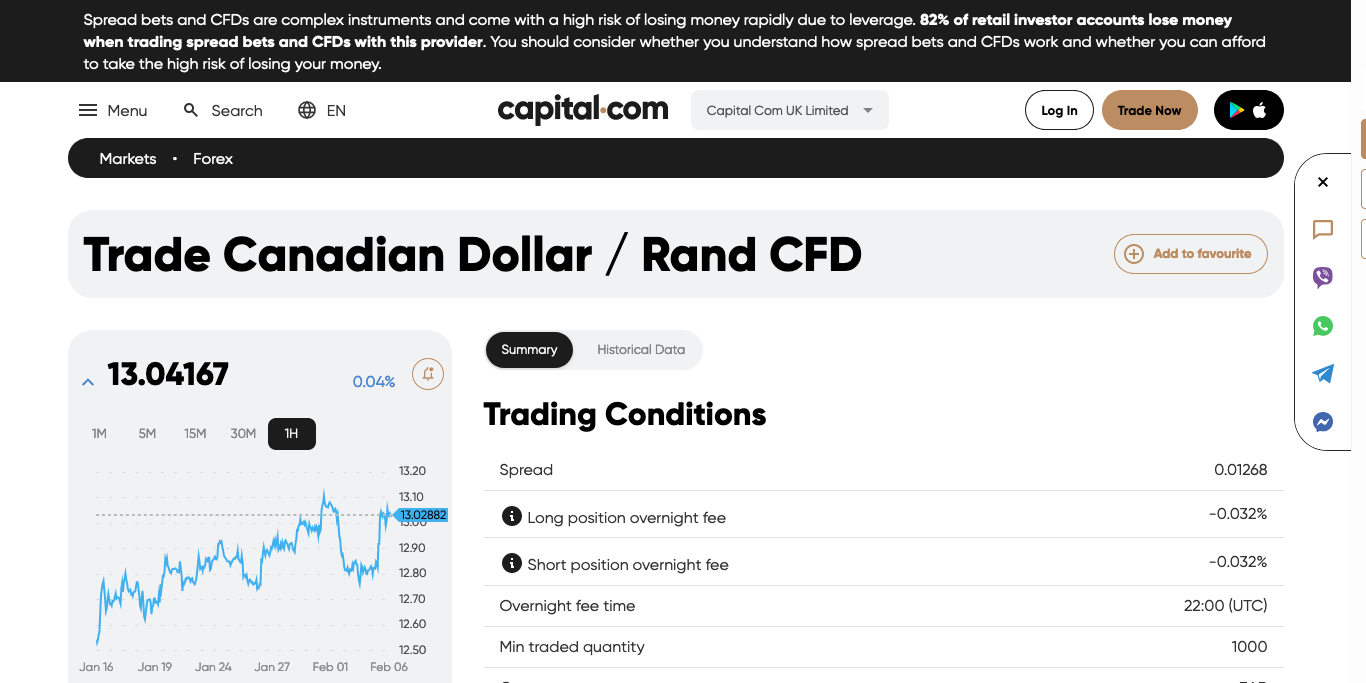 Spread bets and CFDs are complex instruments and come with a high risk of losing money rapidly due to leverage. 82% of retail investor accounts lose money
when trading spread bets and CFDs with this provider. You should consider whether you understand how spread bets and CFDs work and whether you can afford
to take the high risk of losing your money.
Menu
Search
EN
capital.com
Capital Com UK Limited
Log In
Trade Now
Markets • Forex
Trade Canadian Dollar / Rand CFD
Add to favourite
13.04167
0.04%
1M 5M 15M 30M 1H
13.20
13.10
13.02882
13.00
12.90
12.80
12.70
12.60
12.50
Jan 16 Jan 19 Jan 24 Jan 27 Feb 01 Feb 06
Summary
Historical Data
Trading Conditions
Spread 0.01268
Long position overnight fee -0.032%
Short position overnight fee -0.032%
Overnight fee time 22:00 (UTC)
Min traded quantity 1000